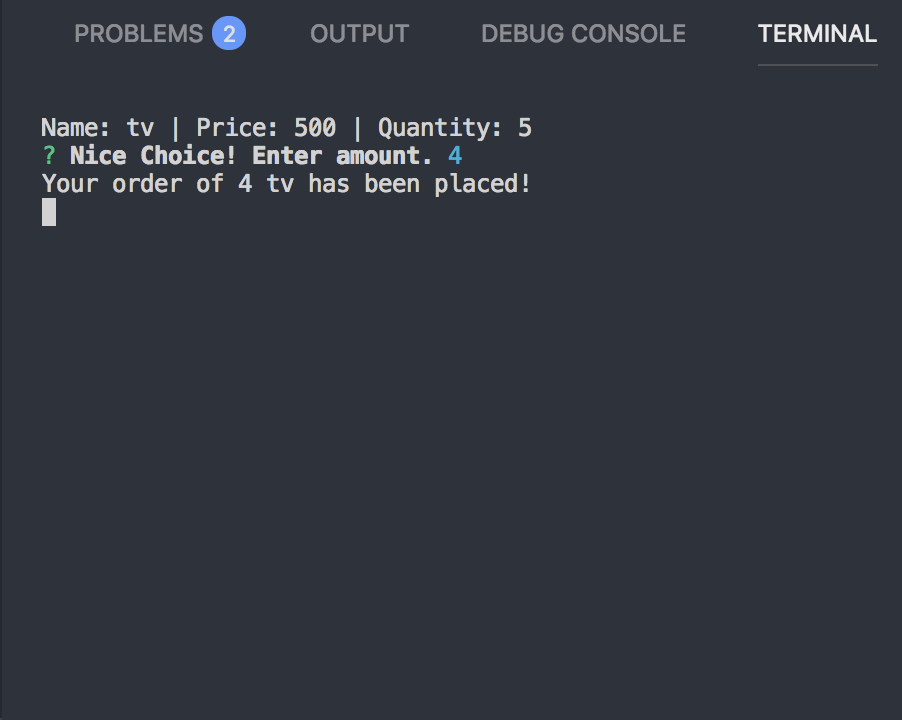 PROBLEMS 2 OUTPUT DEBUG CONSOLE TERMINAL
Name: tv | Price: 500 | Quantity: 5
? Nice Choice! Enter amount. 4
Your order of 4 tv has been placed!